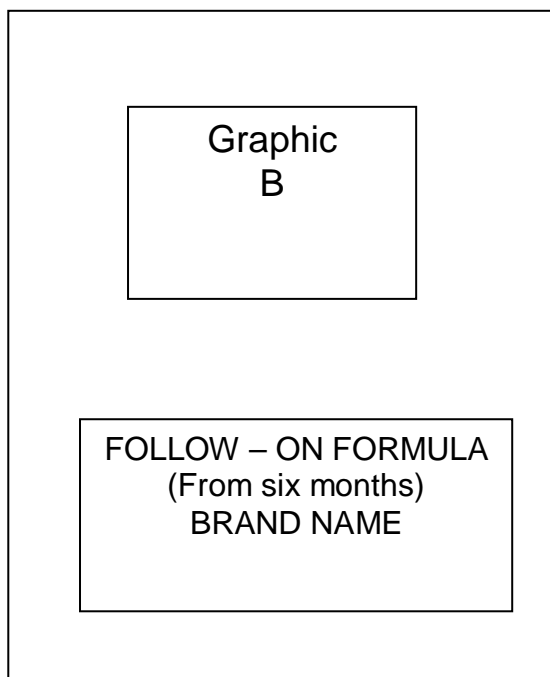 Graphic
B
FOLLOW – ON FORMULA
(From six months)
BRAND NAME